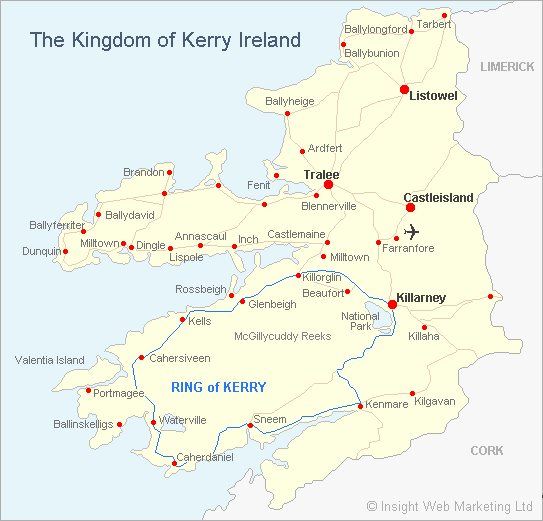 Ballylongford
Tarbert
The Kingdom of Kerry Ireland
Ballybunion
LIMERICK
Listowel
Ballyheige
Ardfert
Brandon
Tralee
Fenit
Castleisland
Blennerville
Ballydavid
Ballyferriter
Castlemaine
Annascaul
Milltown
Dingle
Inch
Farranfore
Dunquin
Lispole
Milltown
Killorglin
Rossbeigh
Beaufort
Glenbeigh
Killarney
National
Park
Kells
McGillycuddy Reeks
Killaha
Valentia Island
Cahersiveen
RING of KERRY
Portmagee
Kilgavan
Kenmare
Ballinskelligs
Waterville
Sneem
CORK
Caherdaniel
© Insight Web Marketing Ltd